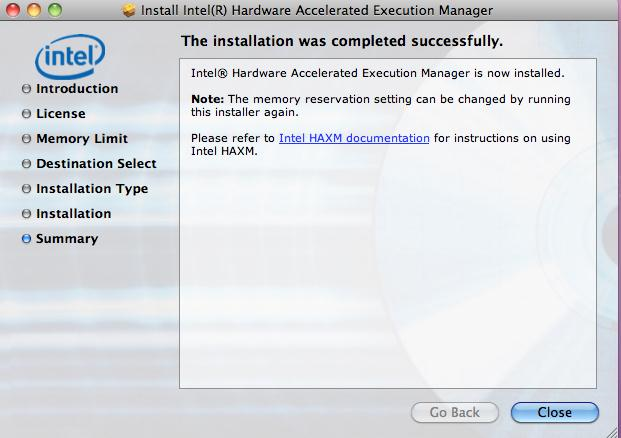 Install Intel(R) Hardware Accelerated Execution Manager
intel
The installation was completed successfully.
Introduction
License
Memory Limit
Destination Select
Installation Type
Installation
Summary
Intel® Hardware Accelerated Execution Manager is now installed.
Note: The memory reservation setting can be changed by running
this installer again.
Please refer to Intel HAXM documentation for instructions on using
Intel HAXM.
Go Back
Close